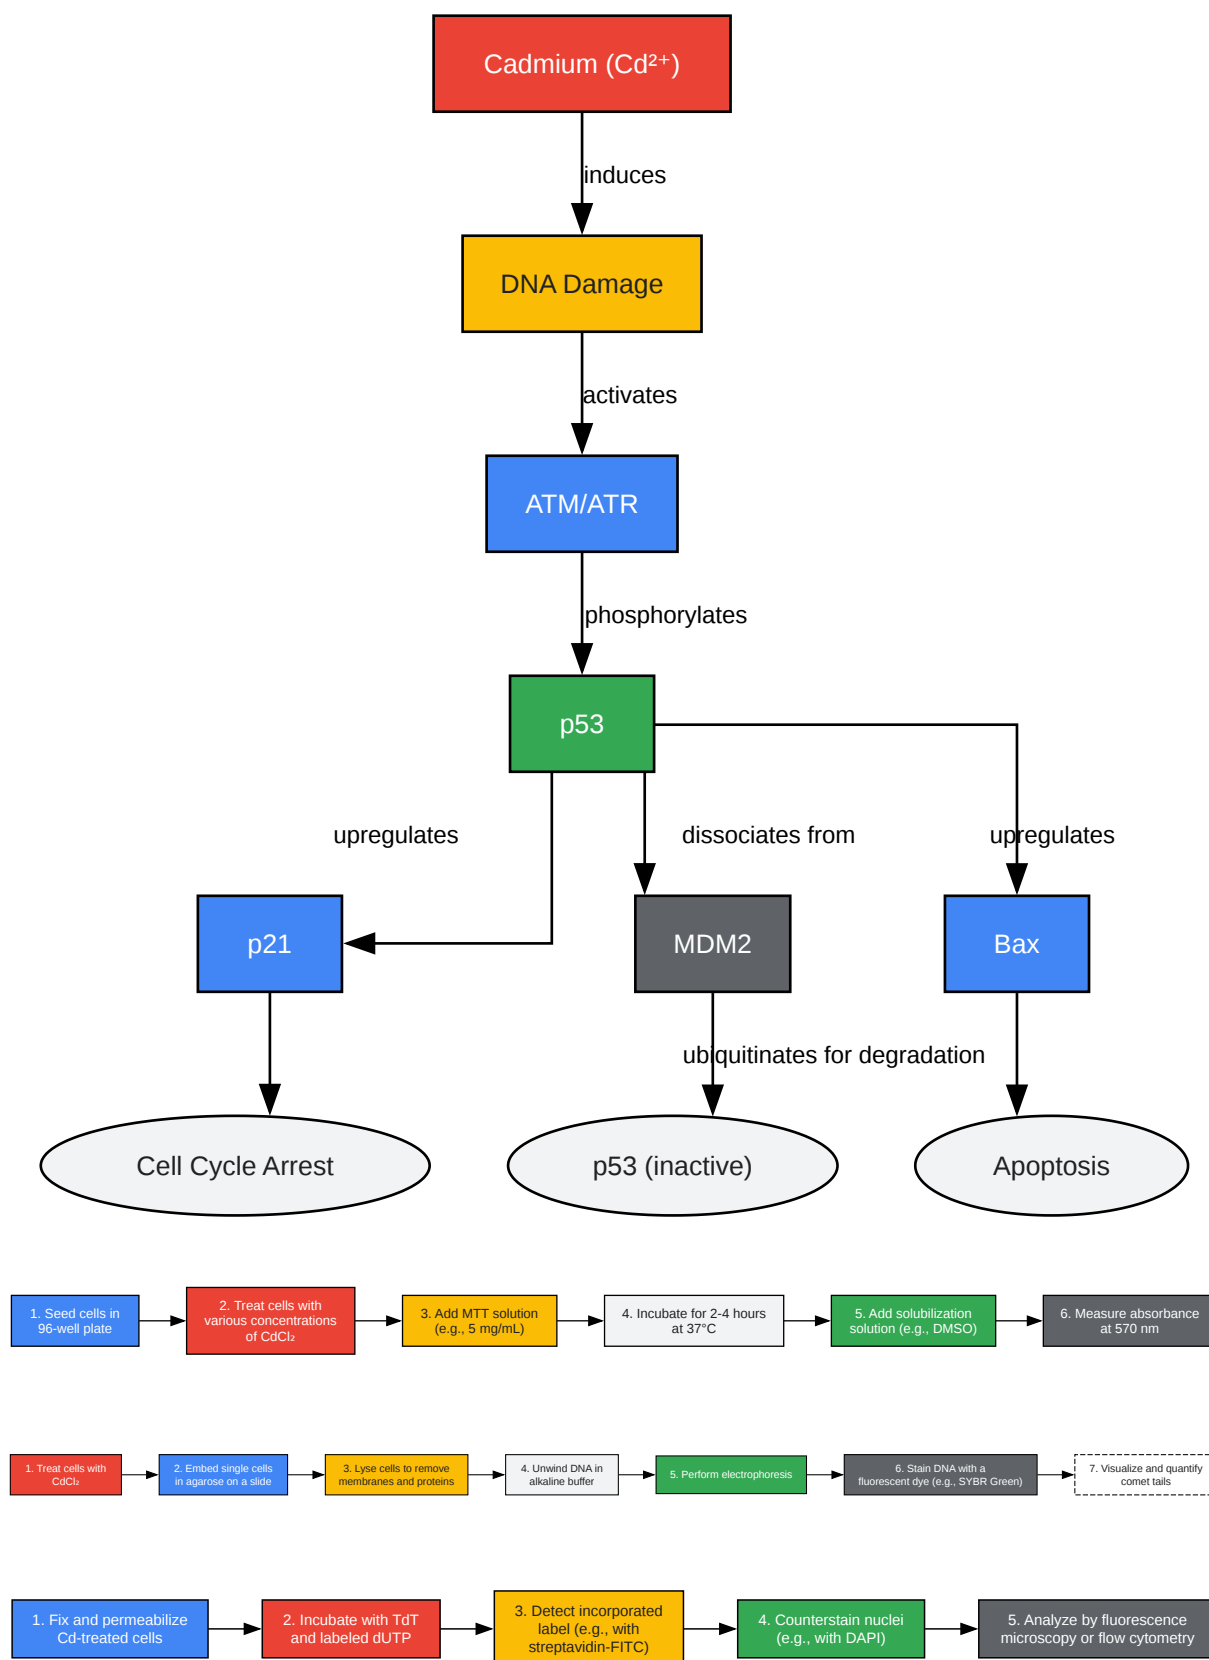 Cadmium (Cd²⁺)
induces
DNA Damage
activates
ATM/ATR
phosphorylates
p53
upregulates
dissociates from
upregulates
p21
MDM2
Bax
ubiquitinates for degradation
Cell Cycle Arrest
p53 (inactive)
Apoptosis
1. Seed cells in
96-well plate
2. Treat cells with
various concentrations
of CdCl₂
3. Add MTT solution
(e.g., 5 mg/mL)
4. Incubate for 2-4 hours
at 37°C
5. Add solubilization
solution (e.g., DMSO)
6. Measure absorbance
at 570 nm
1. Treat cells with
CdCl₂
2. Embed single cells
in agarose on a slide
3. Lyse cells to remove
membranes and proteins
4. Unwind DNA in
alkaline buffer
5. Perform electrophoresis
6. Stain DNA with a
fluorescent dye (e.g., SYBR Green)
7. Visualize and quantify
comet tails
1. Fix and permeabilize
Cd-treated cells
2. Incubate with TdT
and labeled dUTP
3. Detect incorporated
label (e.g., with
streptavidin-FITC)
4. Counterstain nuclei
(e.g., with DAPI)
5. Analyze by fluorescence
microscopy or flow cytometry